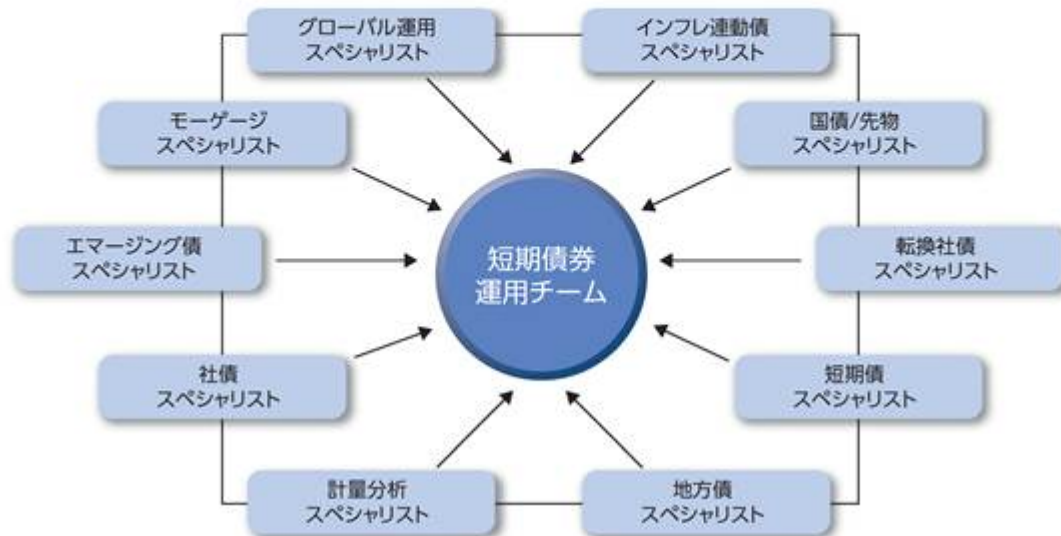 グローバル運用
スペシャリスト
インフレ連動債
スペシャリスト
モーゲージ
スペシャリスト
国債/先物
スペシャリスト
エマージング債
スペシャリスト
短期債券
運用チーム
転換社債
スペシャリスト
社債
スペシャリスト
短期債
スペシャリスト
計量分析
スペシャリスト
地方債
スペシャリスト